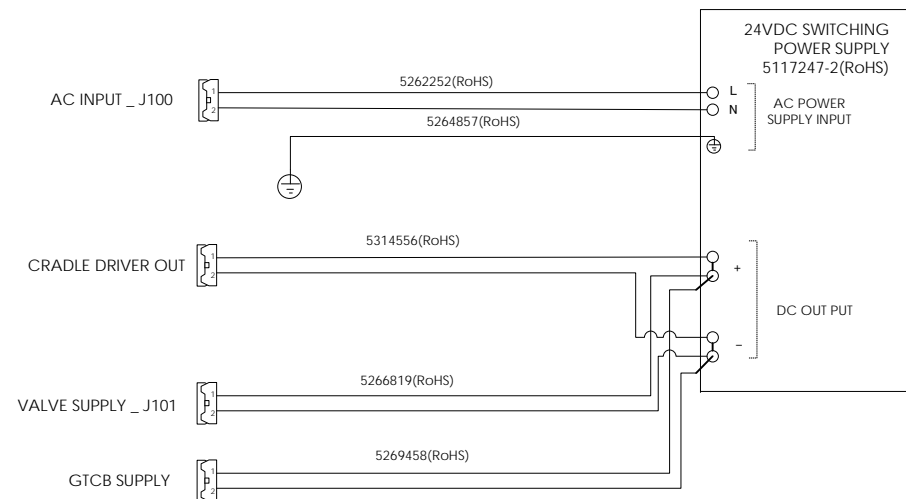 24VDC SWITCHING
POWER SUPPLY
5117247-2(RoHS)
AC INPUT _ J100
1
2
5262252(RoHS)
5264857(RoHS)
L
N
AC POWER
SUPPLY INPUT
CRADLE DRIVER OUT
1
2
5314556(RoHS)
+
–
DC OUT PUT
VALVE SUPPLY _ J101
1
2
5266819(RoHS)
GTCB SUPPLY
1
2
5269458(RoHS)